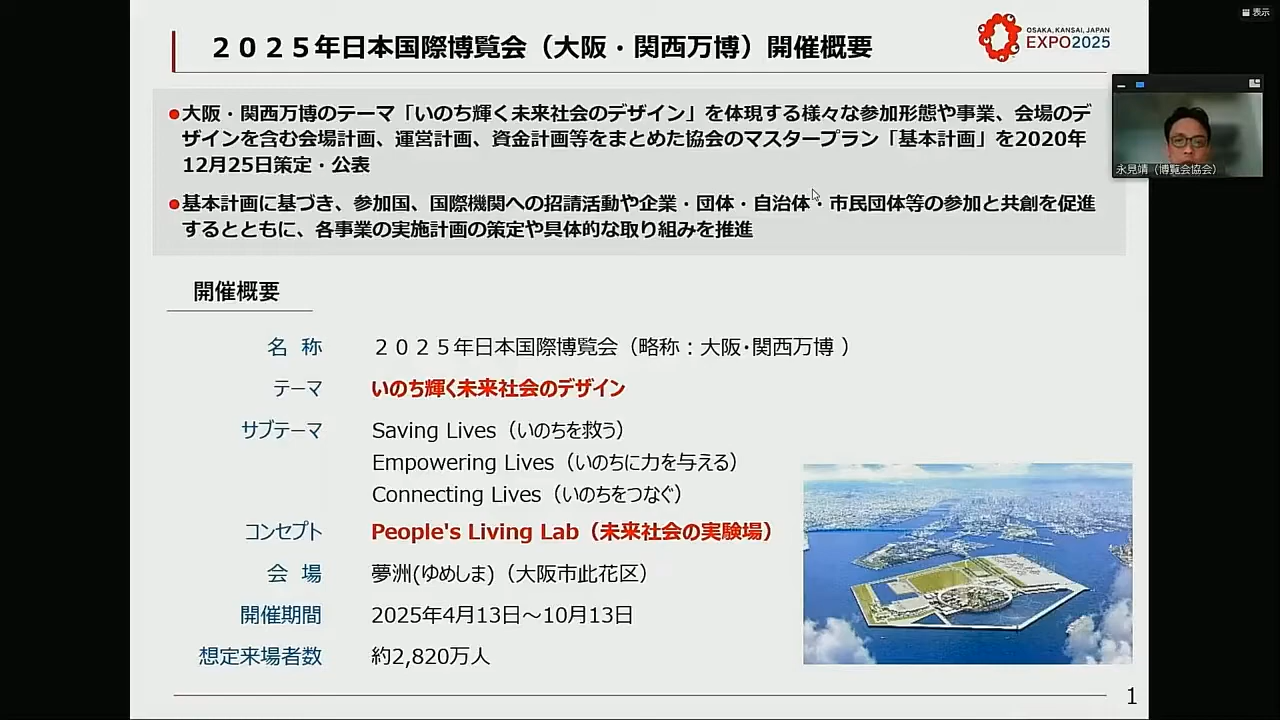 表示
２０２５年日本国際博覧会（大阪・関西万博）開催概要
OSAKA, KANSAI, JAPAN
EXPO2025
●大阪・関西万博のテーマ「いのち輝く未来社会のデザイン」を体現する様々な参加形態や事業、会場のデ
ザインを含む会場計画、運営計画、資金計画等をまとめた協会のマスタープラン「基本計画」を2020年
12月25日策定・公表
●基本計画に基づき、参加国、国際機関への招請活動や企業・団体・自治体・市民団体等の参加と共創を促進
するとともに、各事業の実施計画の策定や具体的な取り組みを推進
永見靖（博覧会協会）
開催概要
名 称 ２０２５年日本国際博覧会（略称：大阪・関西万博 ）
テーマ いのち輝く未来社会のデザイン
サブテーマ Saving Lives（いのちを救う）
Empowering Lives（いのちに力を与える）
Connecting Lives（いのちをつなぐ）
コンセプト People's Living Lab（未来社会の実験場）
会 場 夢洲(ゆめしま)（大阪市此花区）
開催期間 2025年4月13日～10月13日
想定来場者数 約2,820万人
1